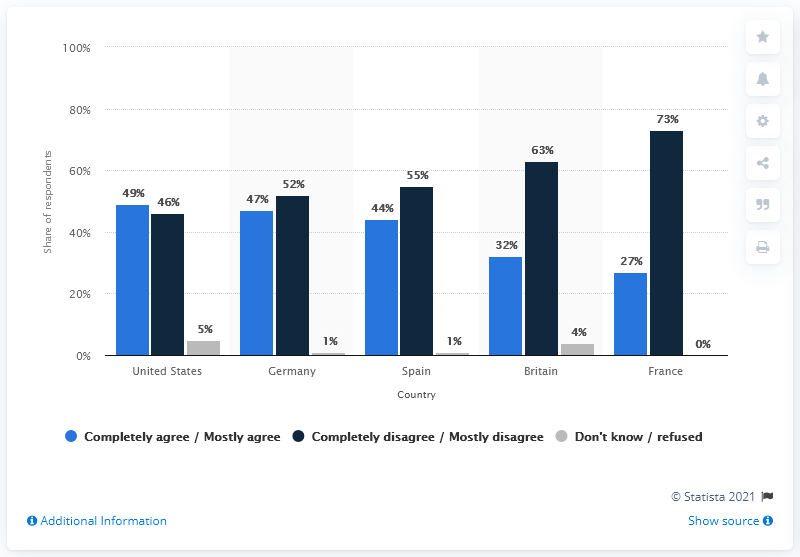 100%
80%
60%
40%
20%
0%
Share of respondents
49%
46%
5%
47%
52%
1%
44%
55%
1%
32%
63%
4%
27%
73%
0%
United States
Germany
Spain
Britain
France
Country
Completely agree / Mostly agree
Completely disagree / Mostly disagree
Don't know / refused
© Statista 2021
Additional Information
Show source